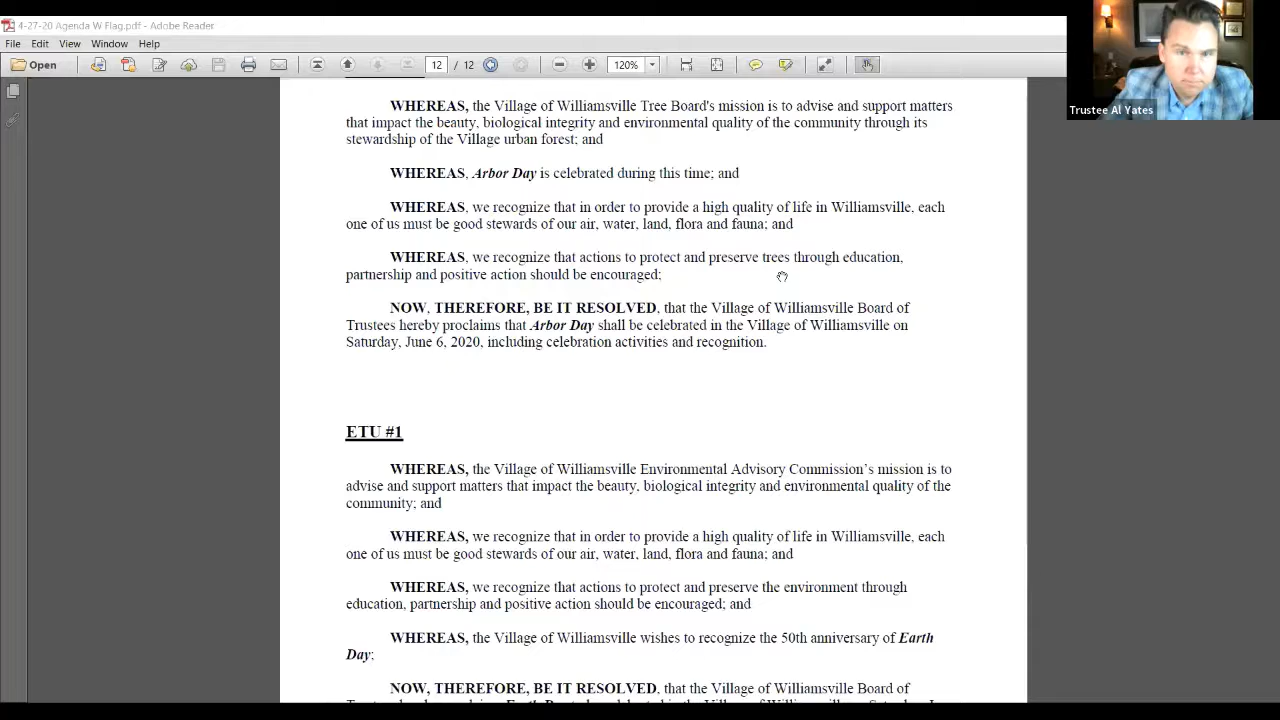 4-27-20 Agenda W Flag.pdf - Adobe Reader
File Edit View Window Help
Open 12 / 12 120%
Trustee Al Yates
WHEREAS, the Village of Williamsville Tree Board's mission is to advise and support matters
that impact the beauty, biological integrity and environmental quality of the community through its
stewardship of the Village urban forest; and
WHEREAS, Arbor Day is celebrated during this time; and
WHEREAS, we recognize that in order to provide a high quality of life in Williamsville, each
one of us must be good stewards of our air, water, land, flora and fauna; and
WHEREAS, we recognize that actions to protect and preserve trees through education,
partnership and positive action should be encouraged;
NOW, THEREFORE, BE IT RESOLVED, that the Village of Williamsville Board of
Trustees hereby proclaims that Arbor Day shall be celebrated in the Village of Williamsville on
Saturday, June 6, 2020, including celebration activities and recognition.
ETU #1
WHEREAS, the Village of Williamsville Environmental Advisory Commission's mission is to
advise and support matters that impact the beauty, biological integrity and environmental quality of the
community; and
WHEREAS, we recognize that in order to provide a high quality of life in Williamsville, each
one of us must be good stewards of our air, water, land, flora and fauna; and
WHEREAS, we recognize that actions to protect and preserve the environment through
education, partnership and positive action should be encouraged; and
WHEREAS, the Village of Williamsville wishes to recognize the 50th anniversary of Earth
Day;
NOW, THEREFORE, BE IT RESOLVED, that the Village of Williamsville Board of